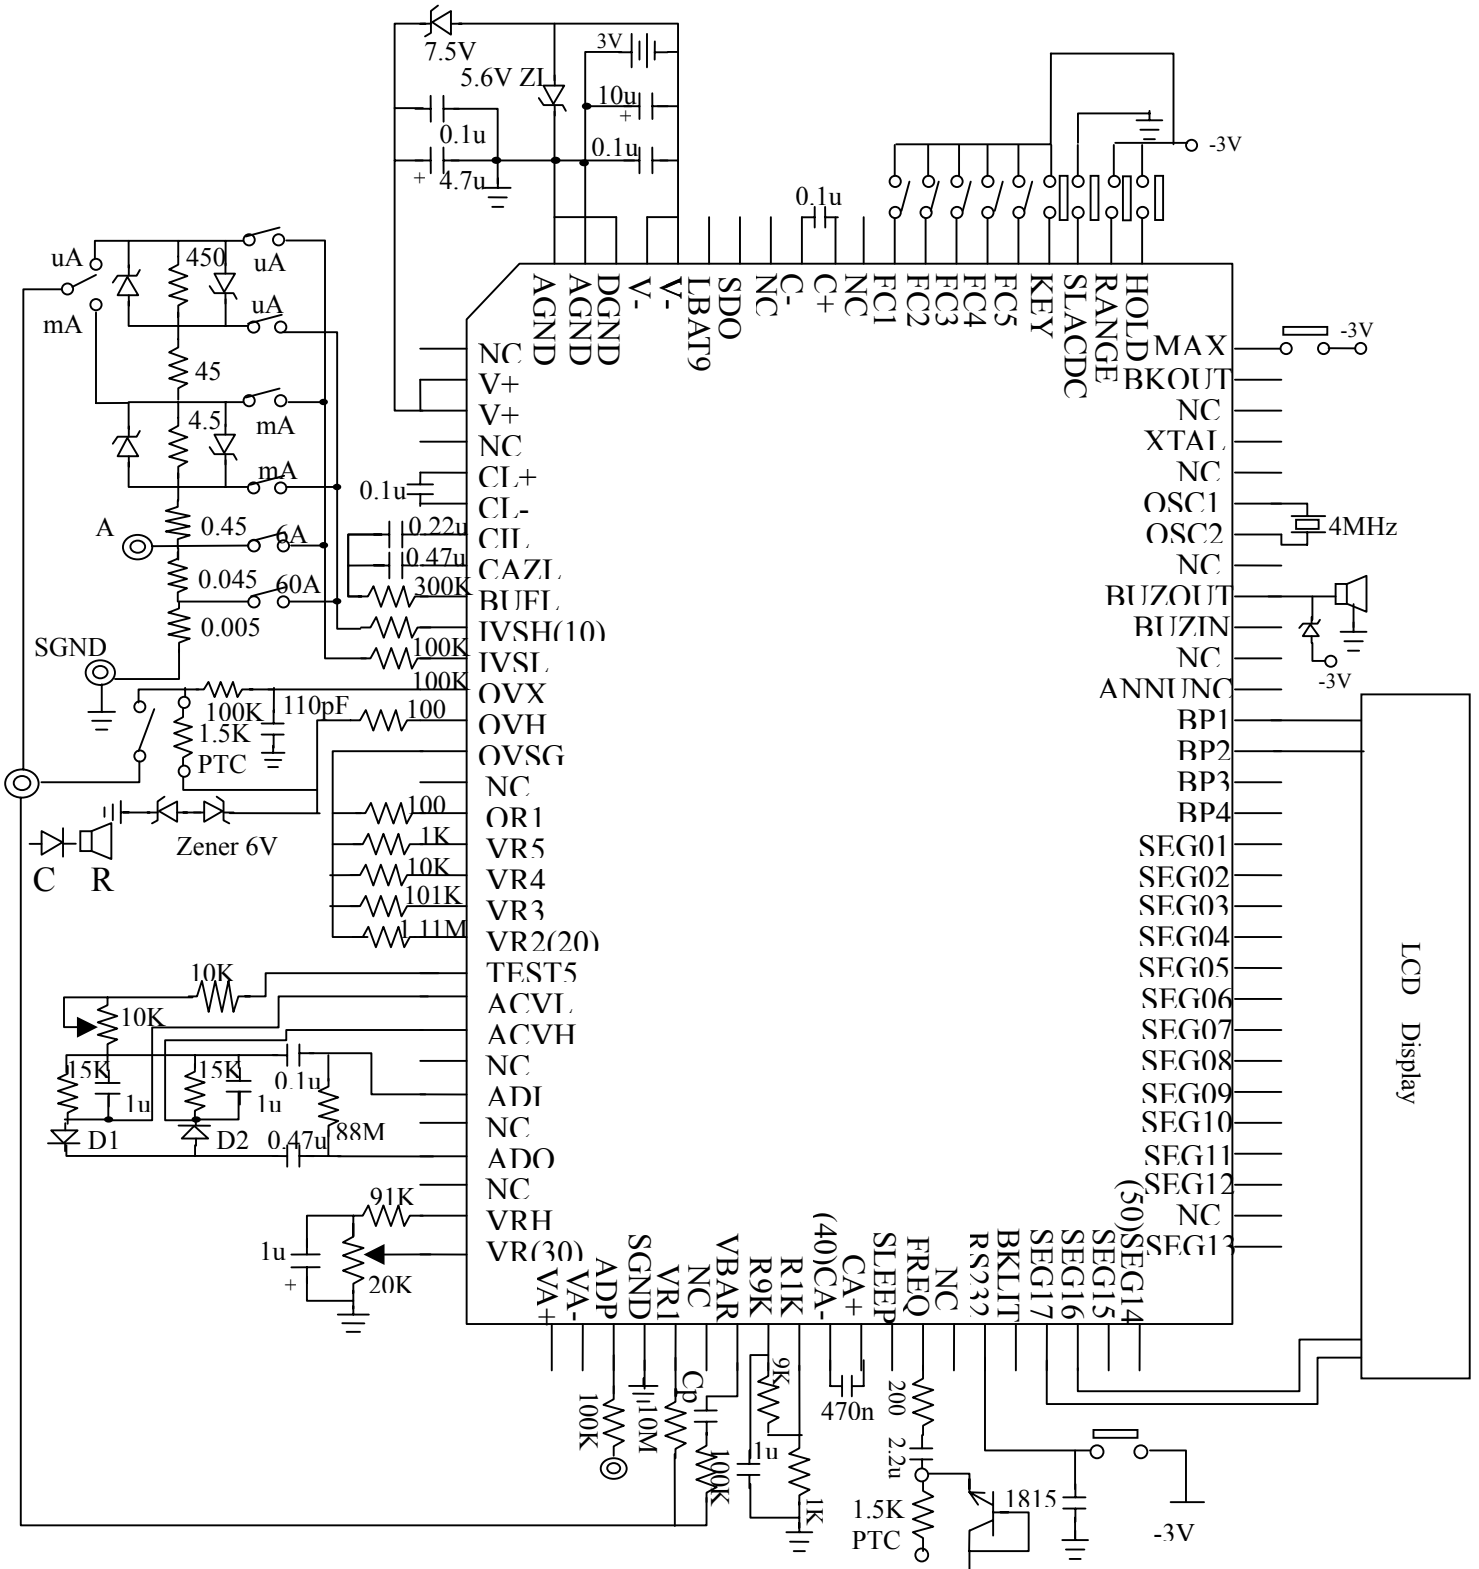 7.5V
3V
5.6V ZI
10u
+
0.1u
0.1u
+
4.7u
-3V
0.1u
uA
450
uA
mA
uA
45
4.5
mA
mA
A
0.45
6A
0.045
60A
0.005
SGND
0.1u
0.22u
0.47u
300K
100K
100K
100K
110pF
1.5K
PTC
100
Zener 6V
C
R
100
1K
10K
101K
1.11M
10K
10K
15K
1u
15K
1u
0.1u
88M
D1
D2
0.47u
91K
1u
+
20K
AGND
AGND
DGND
V-
V-
LBAT9
SDO
NC
C-
C+
NC
FC1
FC2
FC3
FC4
FC5
KEY
SLACDC
RANGE
HOLD
NC
V+
V+
NC
CL+
CL-
CIL
CAZL
BUFL
IVSH(10)
IVSL
OVX
OVH
OVSG
NC
OR1
VR5
VR4
VR3
VR2(20)
TEST5
ACVL
ACVH
NC
ADI
NC
ADO
NC
VRH
VR(30)
MAX
-3V
BKOUT
NC
XTAL
NC
OSC1
OSC2
4MHz
NC
BUZOUT
BUZIN
NC
-3V
ANNUNC
BP1
BP2
BP3
BP4
SEG01
SEG02
SEG03
SEG04
SEG05
SEG06
SEG07
SEG08
SEG09
SEG10
SEG11
SEG12
NC
SEG13
LCD Display
VA+
VA-
ADP
SGND
VR1
NC
VBAR
R9K
R1K
(40)CA-
CA+
SLEEP
FREQ
NC
RS232
BKLIT
SEG17
SEG16
SEG15
(50)SEG14
100K
10M
Cp
100K
9K
1u
1K
470n
200
2.2u
1.5K
PTC
1815
-3V